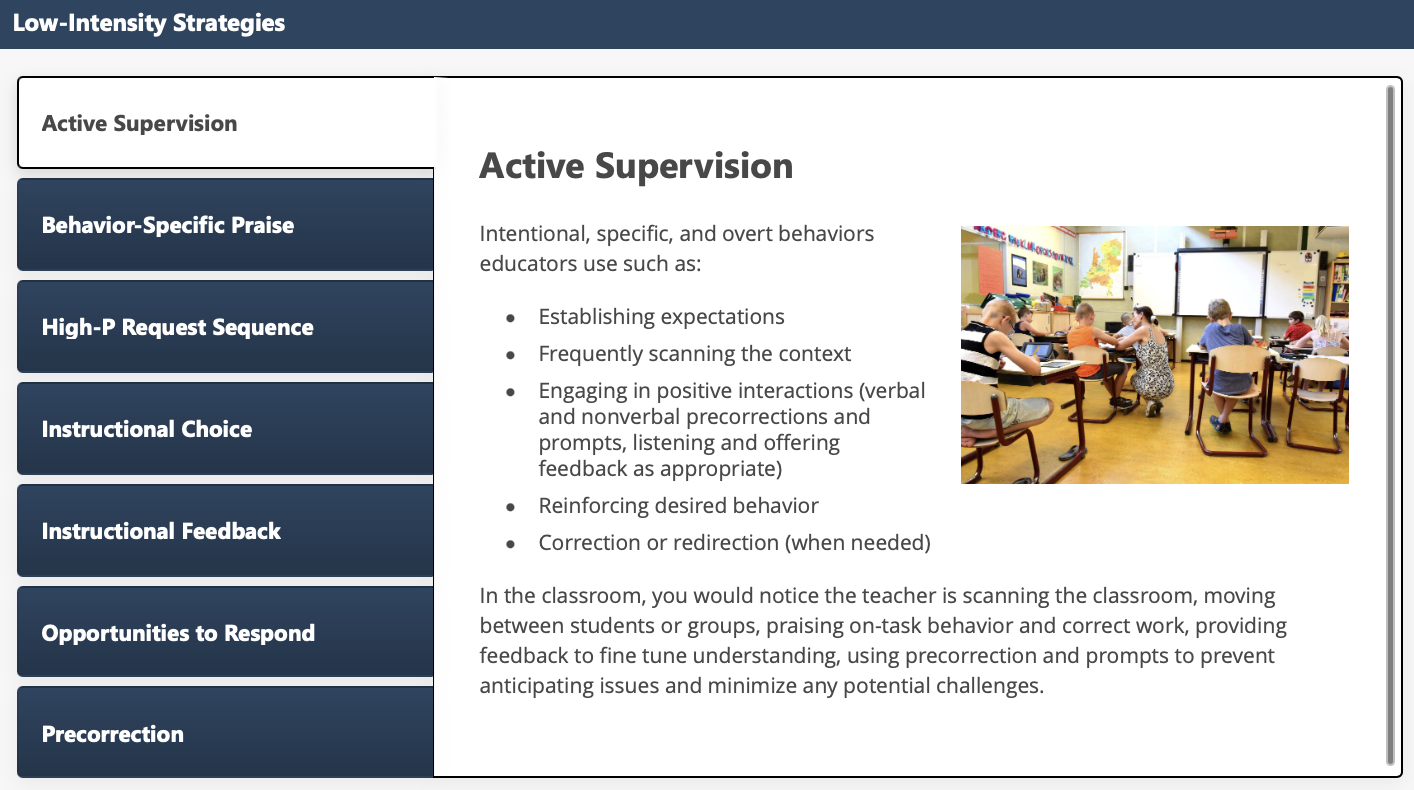 Low-Intensity Strategies
Active Supervision
Behavior-Specific Praise
High-P Request Sequence
Instructional Choice
Instructional Feedback
Opportunities to Respond
Precorrection
Active Supervision
Intentional, specific, and overt behaviors
educators use such as:
● Establishing expectations
● Frequently scanning the context
● Engaging in positive interactions (verbal
and nonverbal precorrections and
prompts, listening and offering
feedback as appropriate)
● Reinforcing desired behavior
● Correction or redirection (when needed)
In the classroom, you would notice the teacher is scanning the classroom, moving
between students or groups, praising on-task behavior and correct work, providing
feedback to fine tune understanding, using precorrection and prompts to prevent
anticipating issues and minimize any potential challenges.